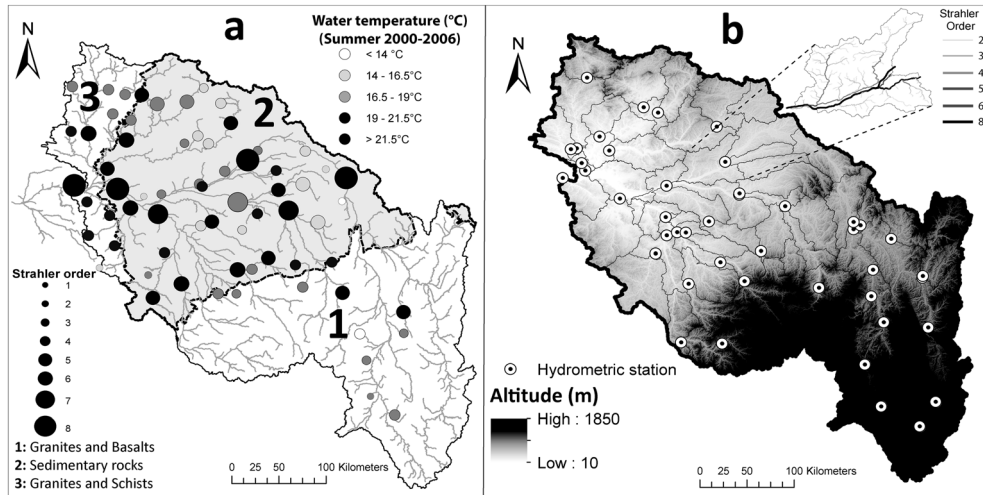 a
Water temperature (°C)
(Summer 2000-2006)
< 14 °C
14 - 16.5°C
16.5 - 19°C
19 - 21.5°C
> 21.5°C
N
3
2
1
Strahler order
1
2
3
4
5
6
7
8
1: Granites and Basalts
2: Sedimentary rocks
3: Granites and Schists
0 25 50 100 Kilometers
b
N
Strahler
Order
2
3
4
5
6
8
Hydrometric station
Altitude (m)
High : 1850
Low : 10
0 25 50 100 Kilometers